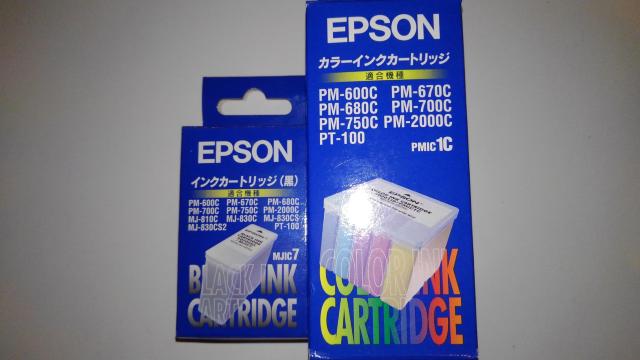 EPSON
インクカートリッジ(黒)
適合機種
PM-600C PM-670C PM-680C
PM-700C PM-750C PM-2000C
MJ-810C MJ-830C MJ-830CS
MJ-830CS2 PT-100
MJIC7
BLACK INK
CARTRIDGE
EPSON
カラーインクカートリッジ
適合機種
PM-600C PM-670C
PM-680C PM-700C
PM-750C PM-2000C
PT-100
PMIC1C
EPSON
COLOR INK CARTRIDGE
COLOR INK
CARTRIDGE